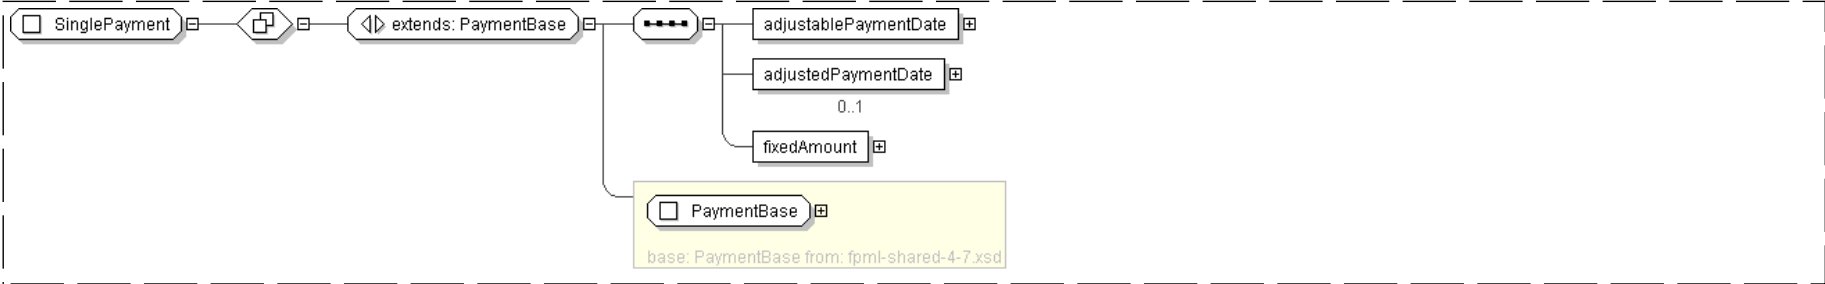 SinglePayment
extends: PaymentBase
adjustablePaymentDate
adjustedPaymentDate
0..1
fixedAmount
PaymentBase
base: PaymentBase from: fpml-shared-4-7.xsd